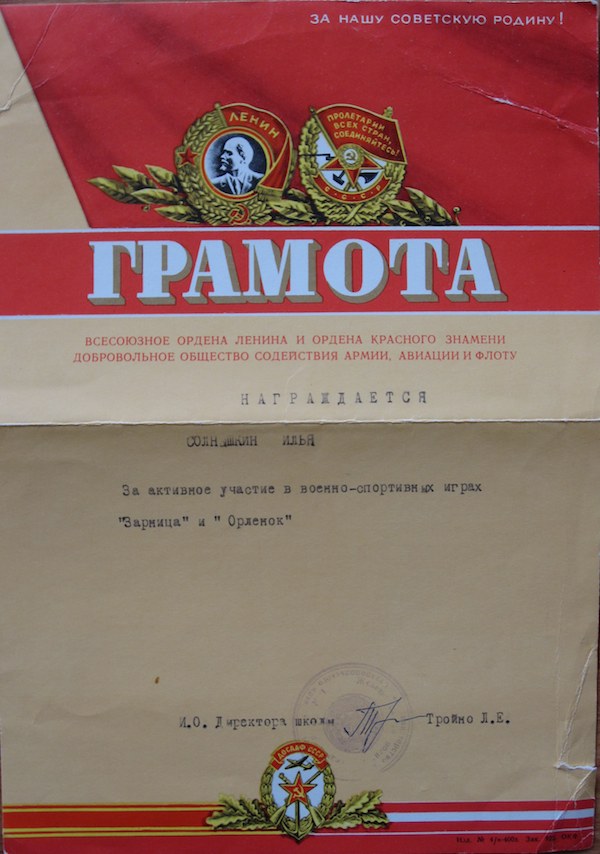 ЗА НАШУ СОВЕТСКУЮ РОДИНУ!
ЛЕНИН
ПРОЛЕТАРИИ
ВСЕХ СТРАН,
СОЕДИНЯЙТЕСЬ!
С·С·С·Р
ГРАМОТА
ВСЕСОЮЗНОЕ ОРДЕНА ЛЕНИНА И ОРДЕНА КРАСНОГО ЗНАМЕНИ
ДОБРОВОЛЬНОЕ ОБЩЕСТВО СОДЕЙСТВИЯ АРМИИ, АВИАЦИИ И ФЛОТУ
НАГРАЖДАЕТСЯ
СОЛНЫШКИН ИЛЬЯ
За активное участие в военно-спортивных играх
"Зарница" и " Орленок"
И.О. Директора школы Тройно Л.Е.
ДОСААФ СССР
Изд. №